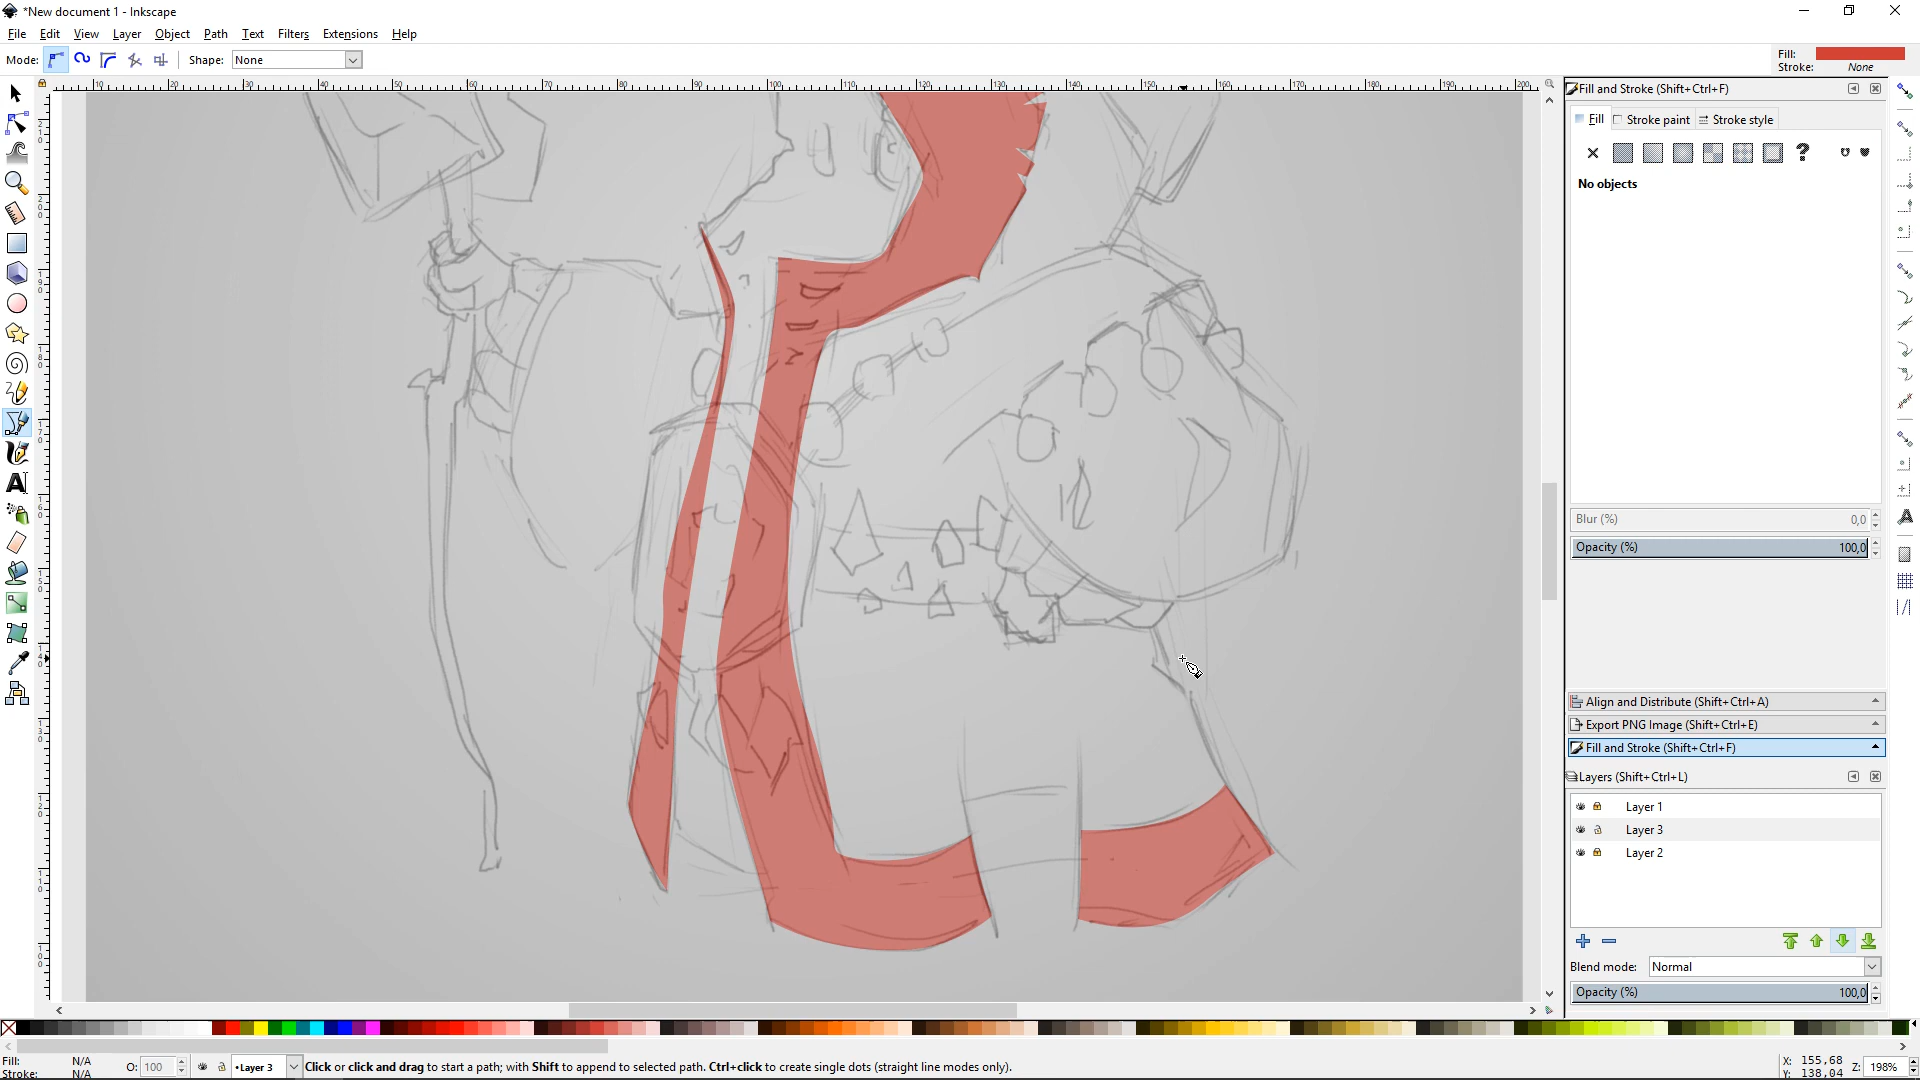 *New document 1 - Inkscape
File Edit View Layer Object Path Text Filters Extensions Help
Mode: Shape: None
Fill:
Stroke: None
Fill and Stroke (Shift+Ctrl+F)
Fill Stroke paint Stroke style
No objects
Blur (%) 0,0
Opacity (%) 100,0
Align and Distribute (Shift+Ctrl+A)
Export PNG Image (Shift+Ctrl+E)
Fill and Stroke (Shift+Ctrl+F)
Layers (Shift+Ctrl+L)
Layer 1
Layer 3
Layer 2
Blend mode: Normal
Opacity (%) 100,0
Fill: N/A
Stroke: N/A
O: 100
•Layer 3
Click or click and drag to start a path; with Shift to append to selected path. Ctrl+click to create single dots (straight line modes only).
X: 155,68
Y: 138,04
Z: 198%